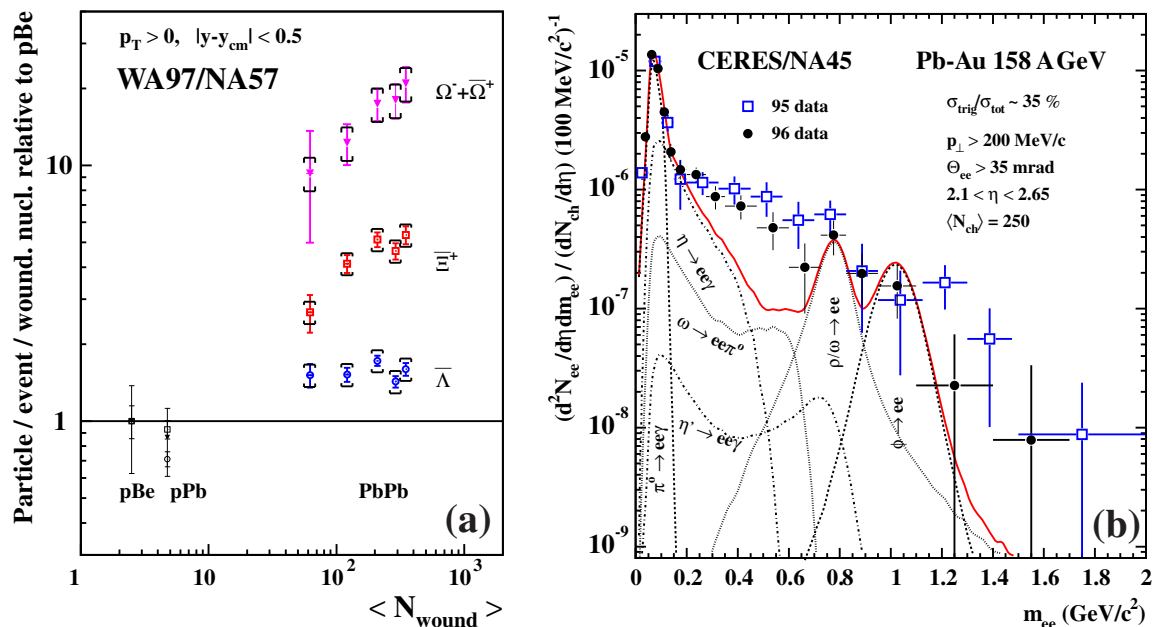 Particle / event / wound. nucl. relative to pBe
10
1
p_T > 0, |y-y_cm| < 0.5
WA97/NA57
Ω⁻+Ω̅⁺
Ξ̅⁺
Λ̅
pBe
pPb
PbPb
(a)
1
10
10²
10³
< N_wound >
(d²N_ee/dηdm_ee) / (dN_ch/dη) (100 MeV/c²)⁻¹
10⁻⁵
10⁻⁶
10⁻⁷
10⁻⁸
10⁻⁹
CERES/NA45
Pb-Au 158 A GeV
95 data
96 data
σ_trig/σ_tot ~ 35 %
p_⊥ > 200 MeV/c
Θ_ee > 35 mrad
2.1 < η < 2.65
⟨N_ch⟩ = 250
η → eeγ
ω → eeπ⁰
ρ/ω → ee
φ → ee
η' → eeγ
π⁰ → eeγ
(b)
0
0.2
0.4
0.6
0.8
1
1.2
1.4
1.6
1.8
2
m_ee (GeV/c²)